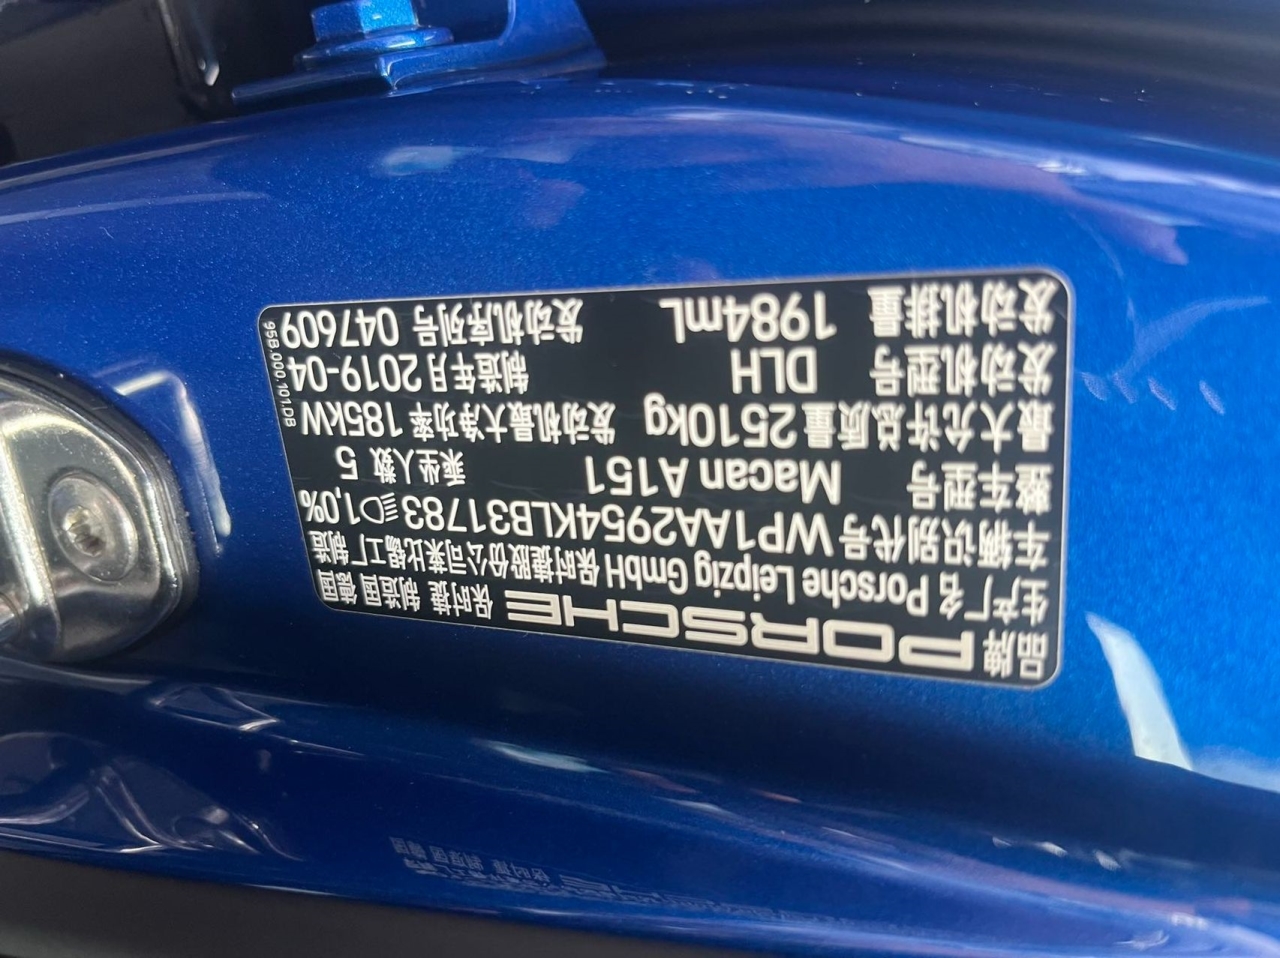 品牌 PORSCHE 保时捷 制造国 德国
生产厂名 Porsche Leipzig GmbH 保时捷股份公司莱比锡工厂 制造
车辆识别代号 WP1AA2954KLB31783 1,0%
整车型号 Macan A151 乘坐人数 5
最大允许总质量 2510kg 发动机最大净功率 185kW
发动机型号 DLH 制造年月 2019-04
发动机排量 1984mL 发动机序列号 047609
95B.000.101.DB